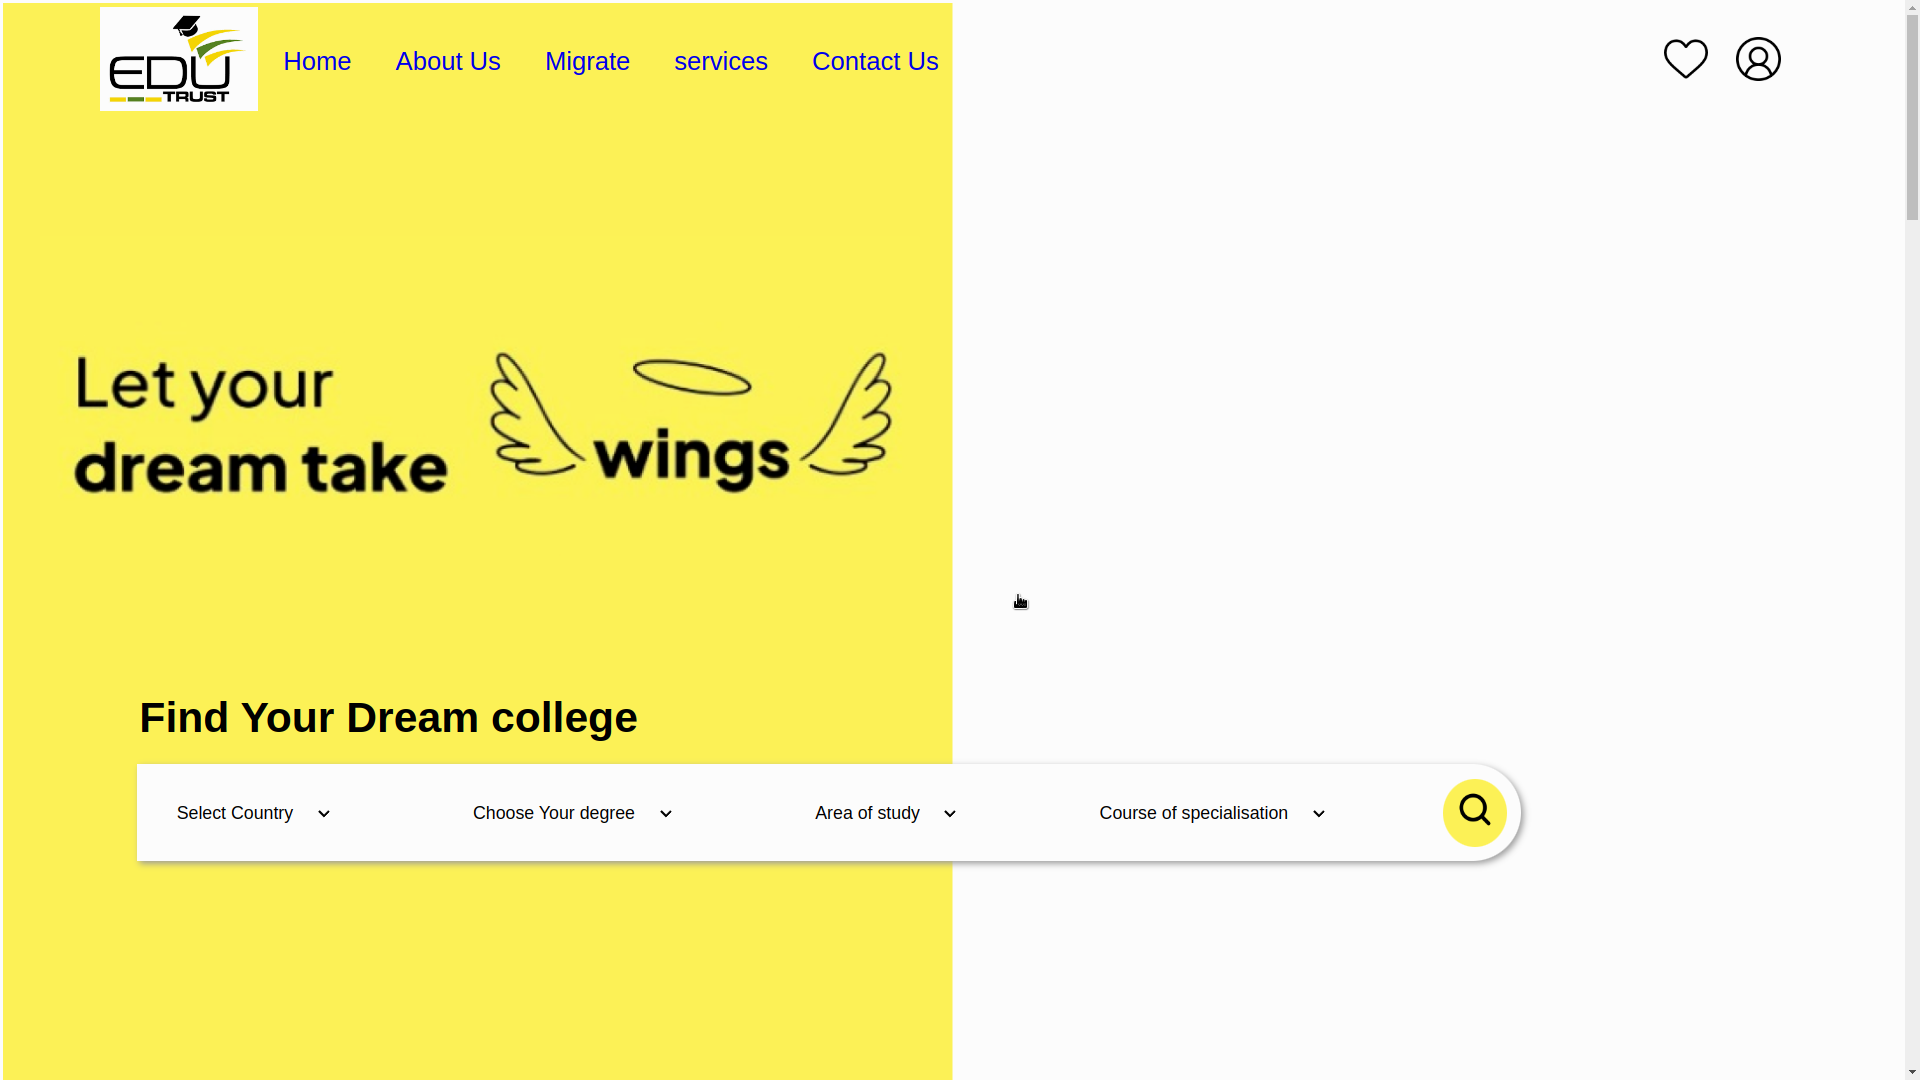 EDU
TRUST
Home
About Us
Migrate
services
Contact Us
Let your
dream take
wings
Find Your Dream college
Select Country
Choose Your degree
Area of study
Course of specialisation